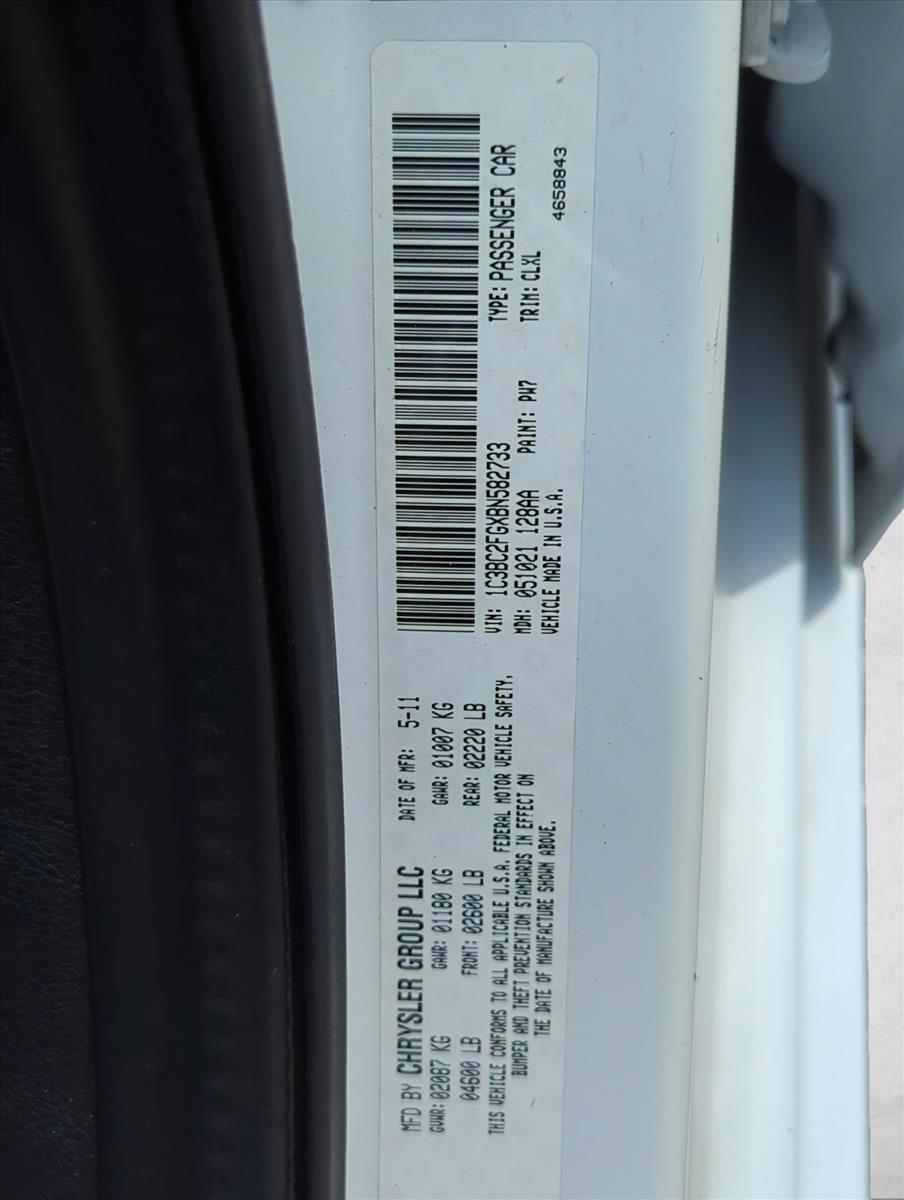 MFD BY CHRYSLER GROUP LLC DATE OF MFR: 5-11
GVWR: 02087 KG GAWR: 01180 KG GAWR: 01007 KG
04600 LB FRONT: 02600 LB REAR: 02220 LB
THIS VEHICLE CONFORMS TO ALL APPLICABLE U.S.A. FEDERAL MOTOR VEHICLE SAFETY,
BUMPER AND THEFT PREVENTION STANDARDS IN EFFECT ON
THE DATE OF MANUFACTURE SHOWN ABOVE.
VIN: 1C3BC2FGXBN582733 TYPE: PASSENGER CAR
MDH: 051021 128AA PAINT: PW7 TRIM: CLXL
VEHICLE MADE IN U.S.A.
4658843